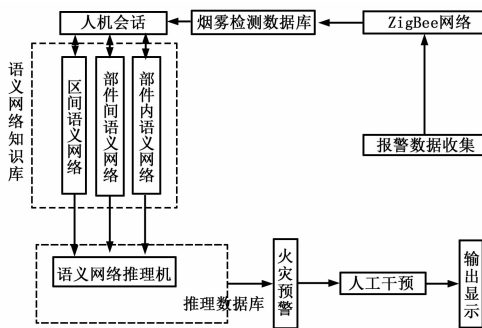 人机会话
烟雾检测数据库
ZigBee网络
语义网络知识库
区间语义网络
部件间语义网络
部件内语义网络
报警数据收集
语义网络推理机
推理数据库
火灾预警
人工干预
输出显示